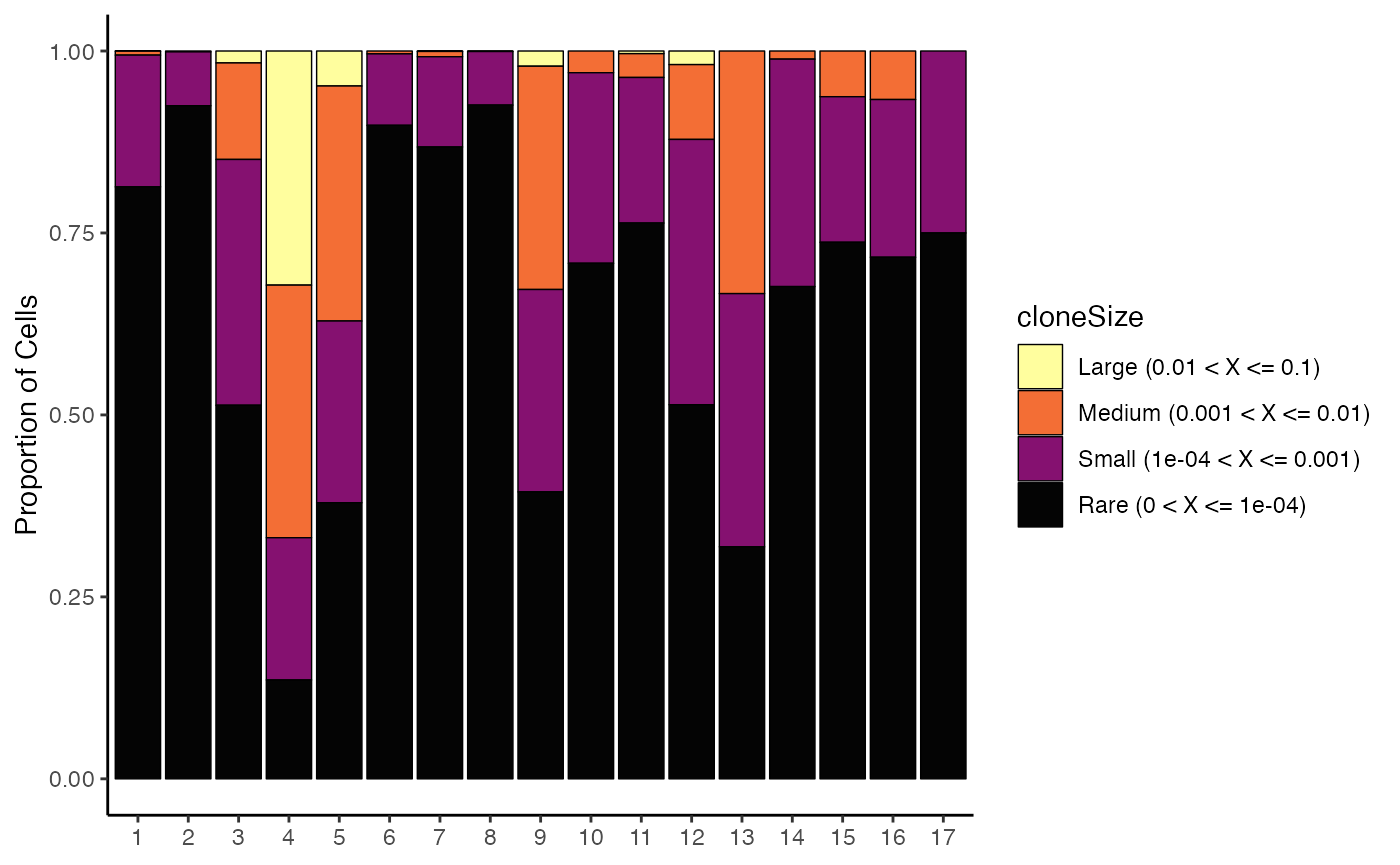 Proportion of Cells
1.00
0.75
0.50
0.25
0.00
1 2 3 4 5 6 7 8 9 10 11 12 13 14 15 16 17
cloneSize
Large (0.01 < X <= 0.1)
Medium (0.001 < X <= 0.01)
Small (1e-04 < X <= 0.001)
Rare (0 < X <= 1e-04)